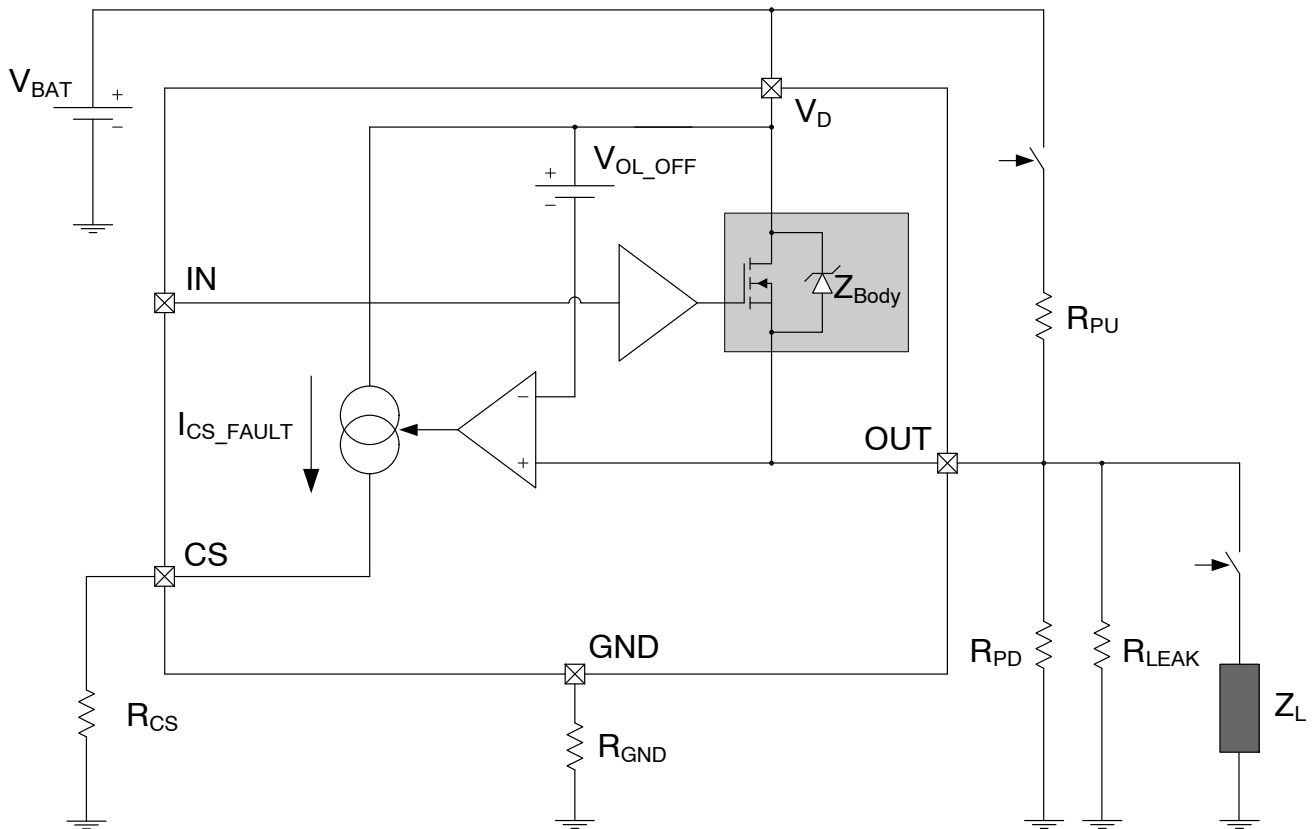 V_BAT
+
−
V_D
V_OL_OFF
+
−
IN
Z_Body
R_PU
I_CS_FAULT
−
+
OUT
CS
GND
R_PD
R_LEAK
Z_L
R_CS
R_GND